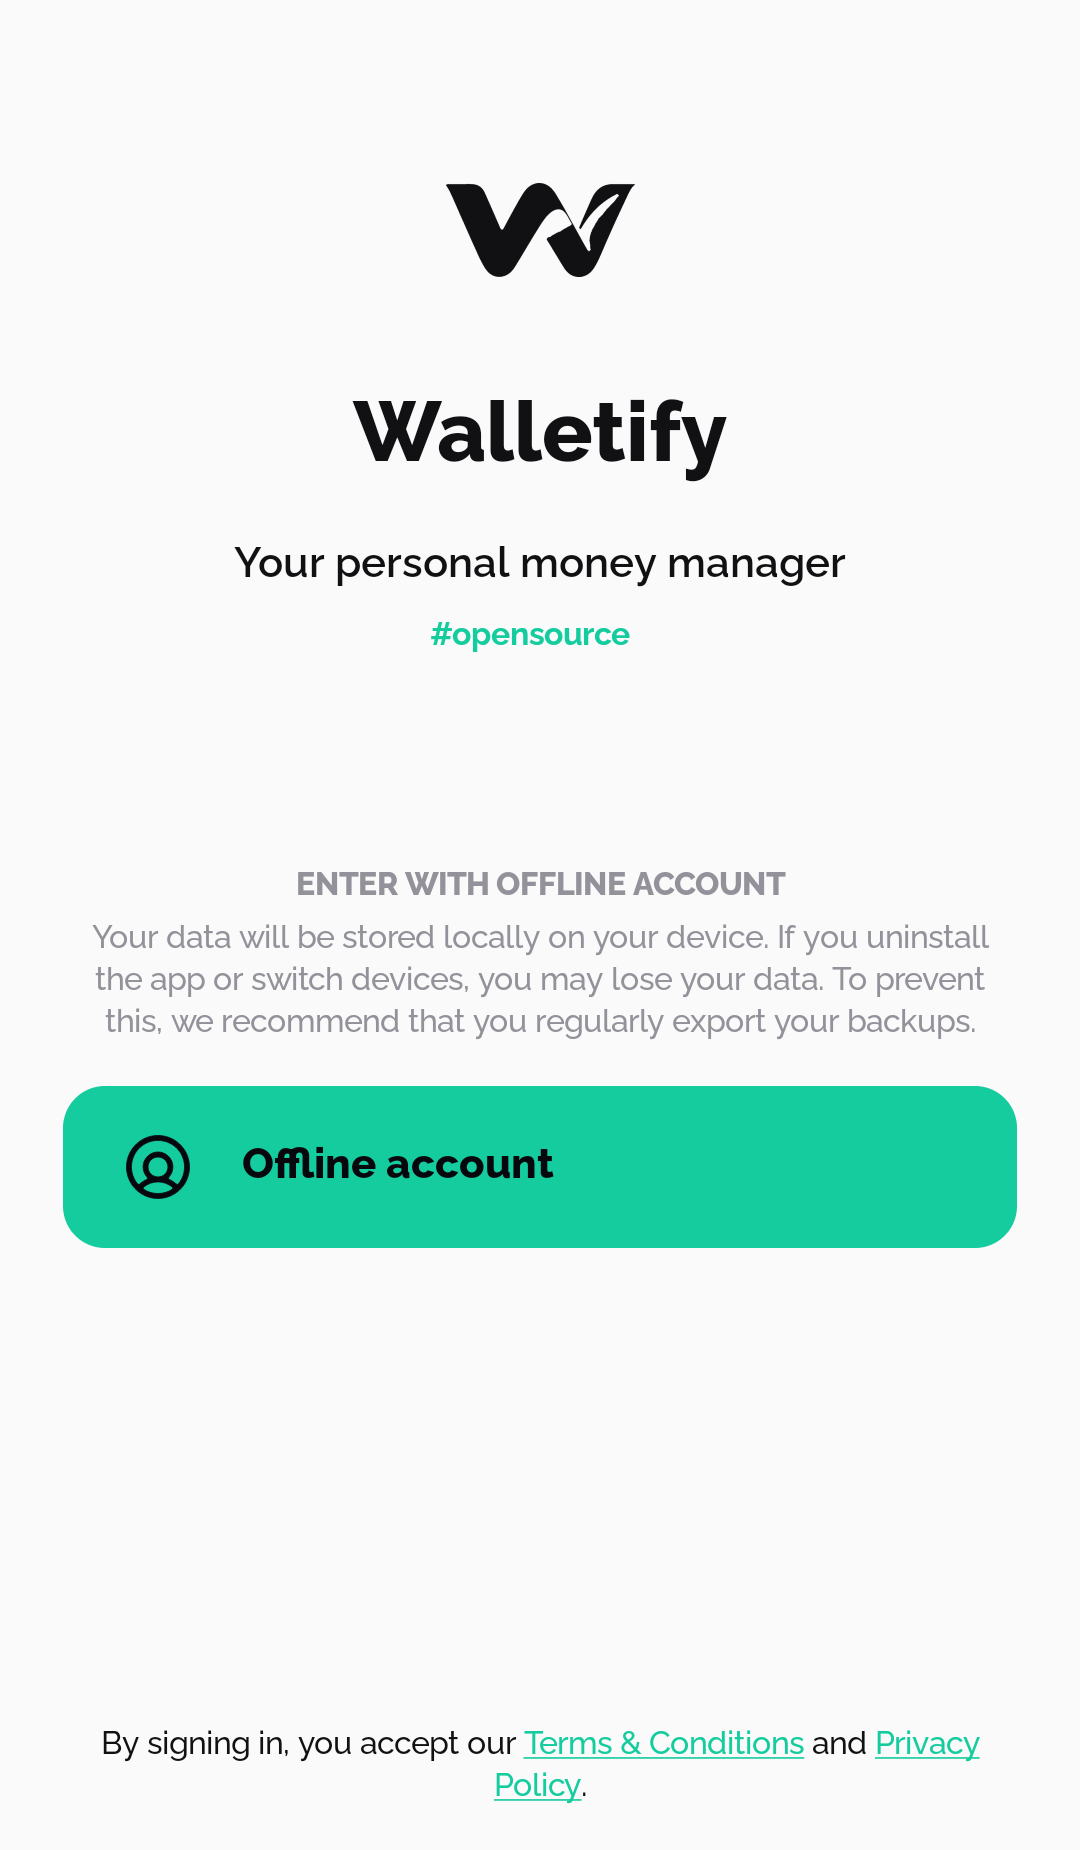 Walletify
Your personal money manager
#opensource
ENTER WITH OFFLINE ACCOUNT
Your data will be stored locally on your device. If you uninstall
the app or switch devices, you may lose your data. To prevent
this, we recommend that you regularly export your backups.
Offline account
By signing in, you accept our Terms & Conditions and Privacy
Policy.